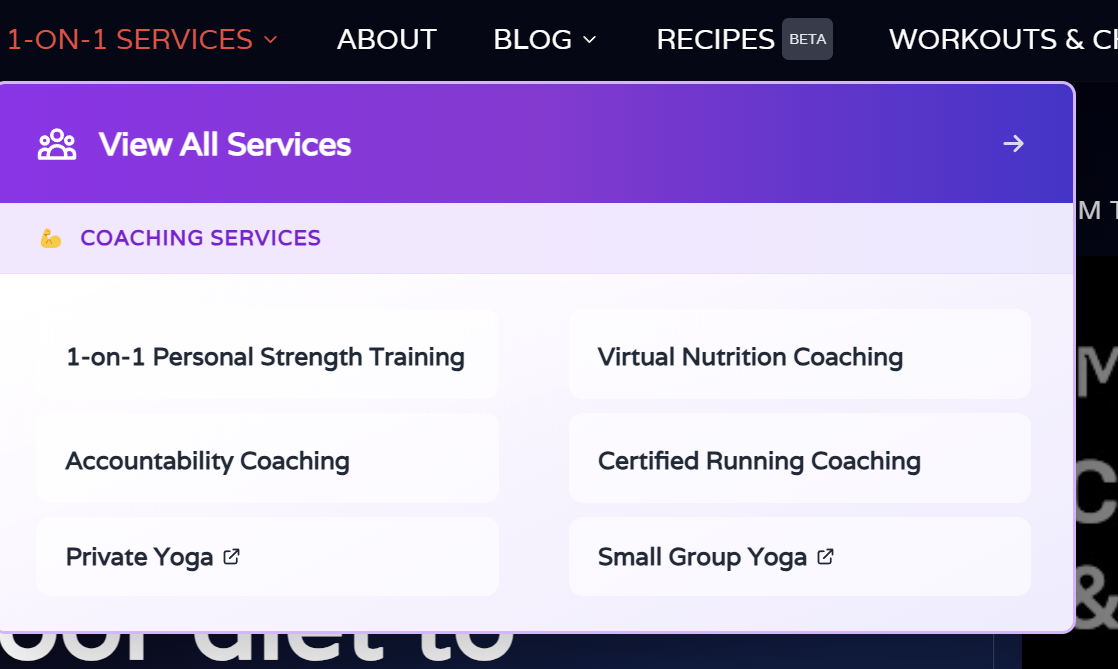 1-ON-1 SERVICES ABOUT BLOG RECIPES BETA WORKOUTS &
View All Services
COACHING SERVICES
1-on-1 Personal Strength Training Virtual Nutrition Coaching
Accountability Coaching Certified Running Coaching
Private Yoga Small Group Yoga
diet to